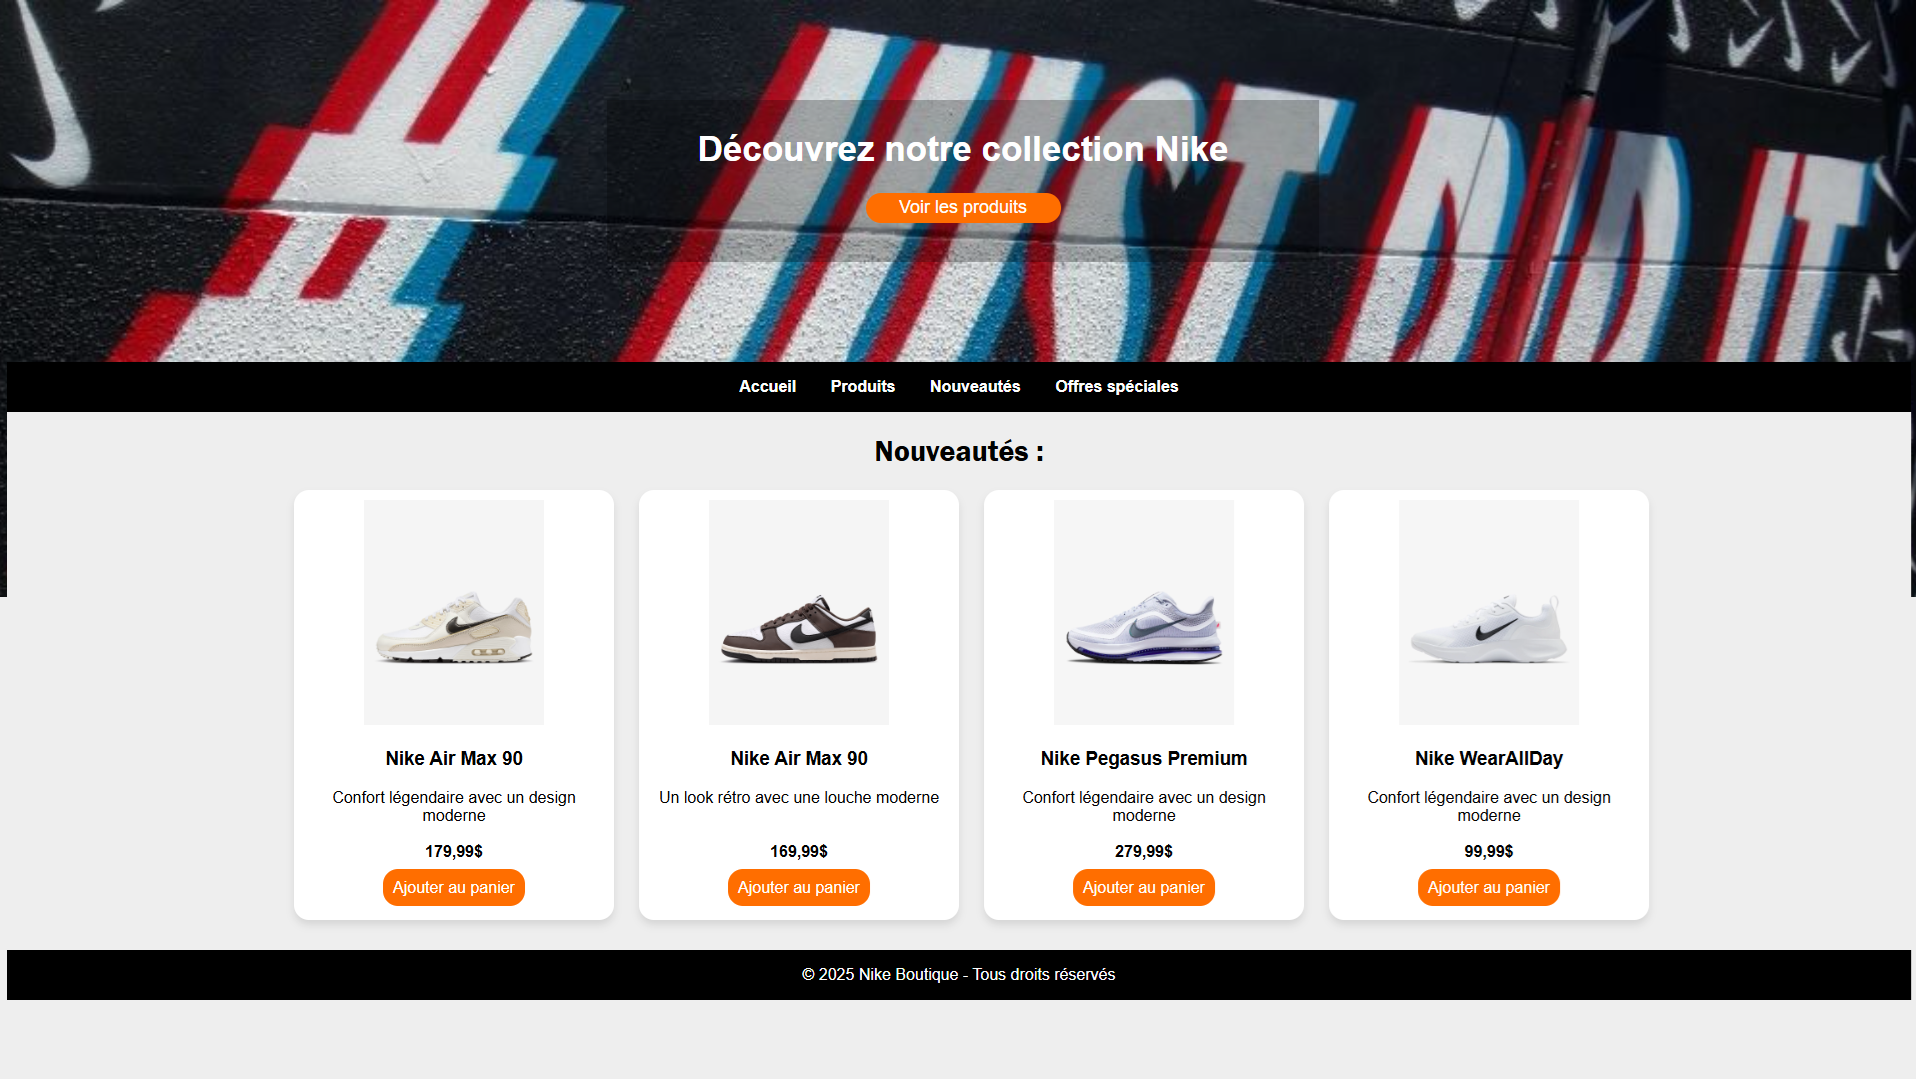 # JUST DID IT
Découvrez notre collection Nike
Voir les produits
Accueil Produits Nouveautés Offres spéciales
Nouveautés :
Nike Air Max 90
Confort légendaire avec un design
moderne
179,99$
Ajouter au panier
Nike Air Max 90
Un look rétro avec une louche moderne
169,99$
Ajouter au panier
Nike Pegasus Premium
Confort légendaire avec un design
moderne
279,99$
Ajouter au panier
Nike WearAllDay
Confort légendaire avec un design
moderne
99,99$
Ajouter au panier
© 2025 Nike Boutique - Tous droits réservés